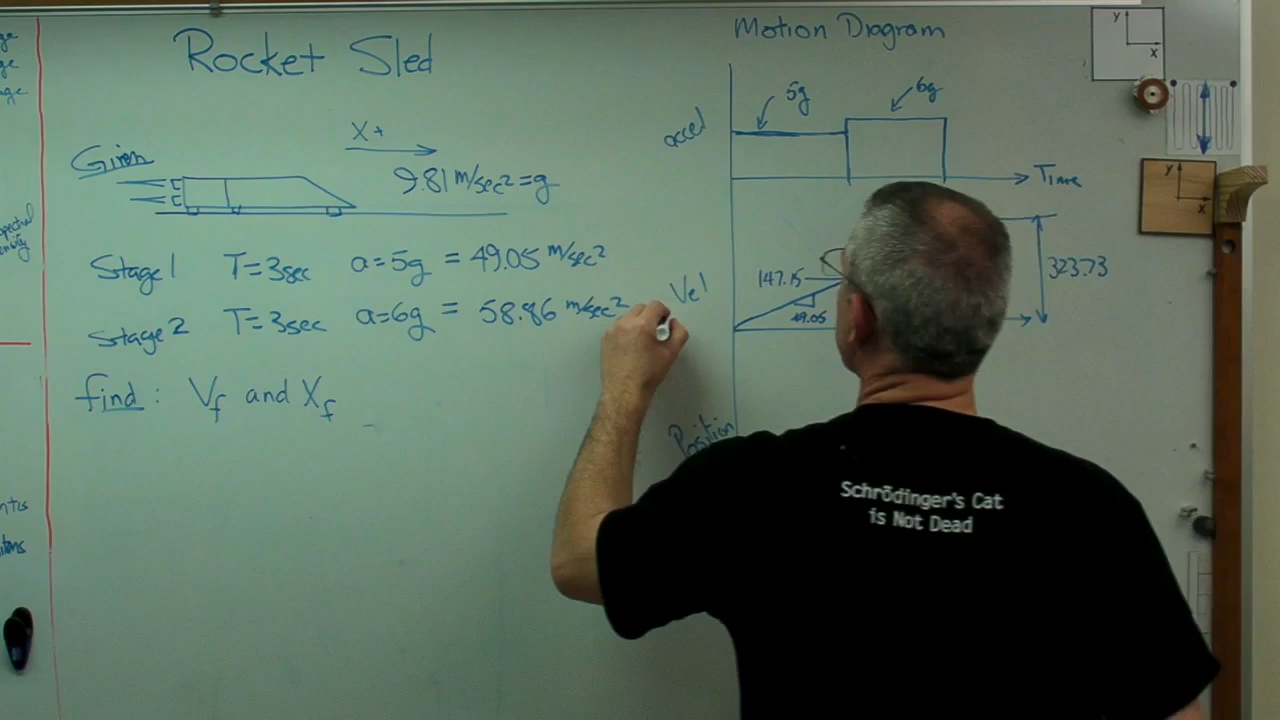 Rocket Sled
Given
X+
9.81 m/sec² = g
Stage 1 T=3sec a=5g = 49.05 m/sec²
Stage 2 T=3sec a=6g = 58.86 m/sec²
find: Vf and Xf
Motion Diagram
accel
5g
6g
Time
Vel
147.15
49.05
323.73
Position
Schrödinger's Cat
is Not Dead
y
x
y
x